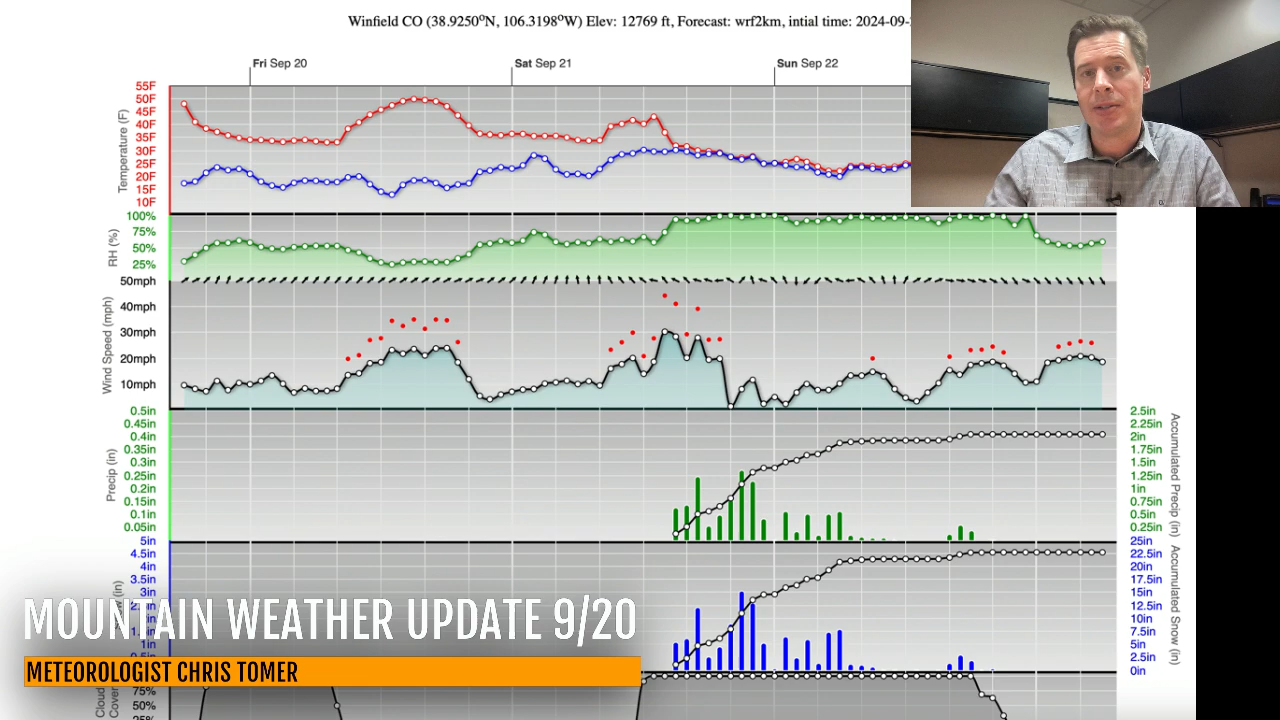 Winfield CO (38.9250ºN, 106.3198ºW) Elev: 12769 ft, Forecast: wrf2km, intial time: 2024-09-
Fri Sep 20
Sat Sep 21
Sun Sep 22
Temperature (F)
55F
50F
45F
40F
35F
30F
25F
20F
15F
10F
RH (%)
100%
75%
50%
25%
Wind Speed (mph)
50mph
40mph
30mph
20mph
10mph
Precip (in)
0.5in
0.45in
0.4in
0.35in
0.3in
0.25in
0.2in
0.15in
0.1in
0.05in
2.5in
2.25in
2in
1.75in
1.5in
1.25in
1in
0.75in
0.5in
0.25in
Accumulated Precip (in)
5in
4.5in
4in
3.5in
3in
1in
25in
22.5in
20in
17.5in
15in
12.5in
10in
7.5in
5in
2.5in
0in
Accumulated Snow (in)
MOUNTAIN WEATHER UPDATE 9/20
METEOROLOGIST CHRIS TOMER
Cloud
Cover
75%
50%
25%